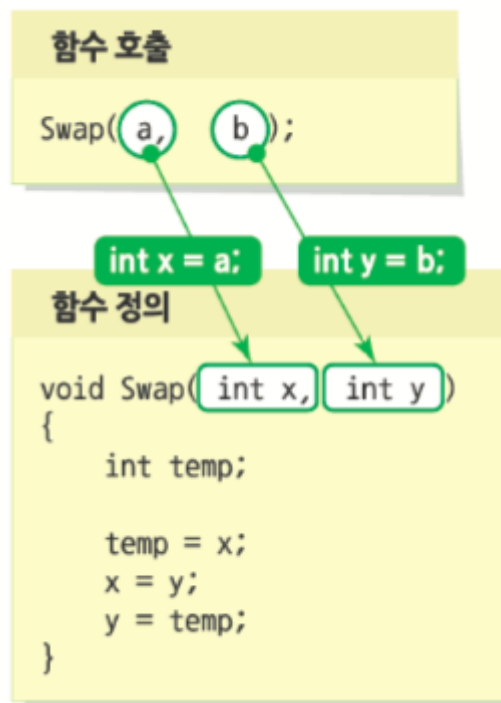 함수 호출
Swap(a, b);
int x = a; int y = b;
함수 정의
void Swap( int x, int y )
{
int temp;
temp = x;
x = y;
y = temp;
}